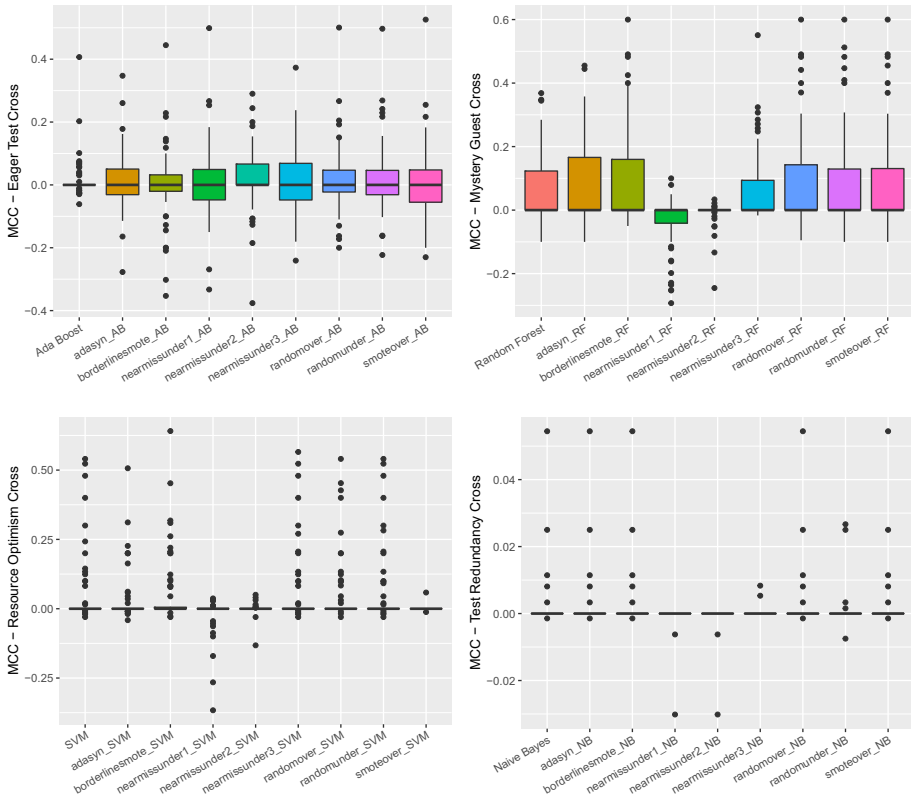 MCC − Eager Test Cross
0.4
0.2
0.0
−0.2
−0.4
Ada Boost
adasyn_AB
borderlinesmote_AB
nearmissunder1_AB
nearmissunder2_AB
nearmissunder3_AB
randomover_AB
randomunder_AB
smoteover_AB
MCC − Mystery Guest Cross
0.6
0.4
0.2
0.0
−0.2
Random Forest
adasyn_RF
borderlinesmote_RF
nearmissunder1_RF
nearmissunder2_RF
nearmissunder3_RF
randomover_RF
randomunder_RF
smoteover_RF
MCC − Resource Optimism Cross
0.50
0.25
0.00
−0.25
SVM
adasyn_SVM
borderlinesmote_SVM
nearmissunder1_SVM
nearmissunder2_SVM
nearmissunder3_SVM
randomover_SVM
randomunder_SVM
smoteover_SVM
MCC − Test Redundancy Cross
0.04
0.02
0.00
−0.02
Naive Bayes
adasyn_NB
borderlinesmote_NB
nearmissunder1_NB
nearmissunder2_NB
nearmissunder3_NB
randomover_NB
randomunder_NB
smoteover_NB